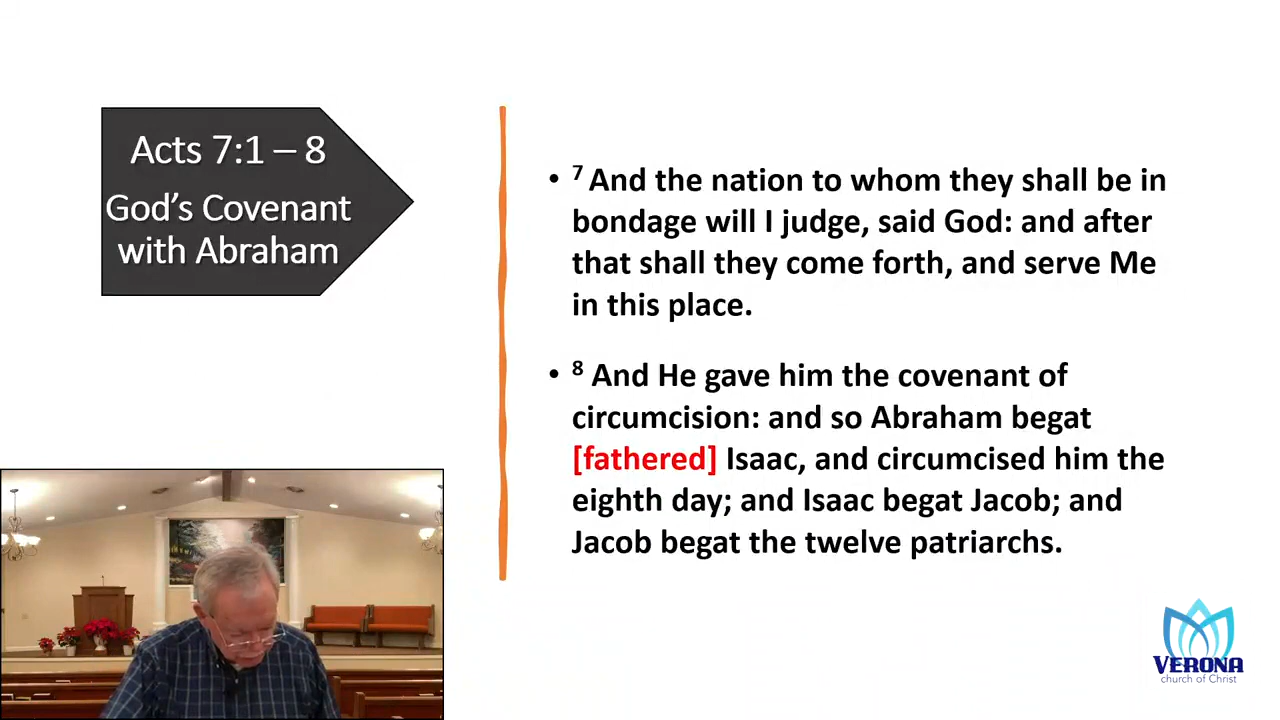 Acts 7:1 – 8
God's Covenant
with Abraham
• ⁷ And the nation to whom they shall be in
bondage will I judge, said God: and after
that shall they come forth, and serve Me
in this place.
• ⁸ And He gave him the covenant of
circumcision: and so Abraham begat
[fathered] Isaac, and circumcised him the
eighth day; and Isaac begat Jacob; and
Jacob begat the twelve patriarchs.
VERONA
church of Christ